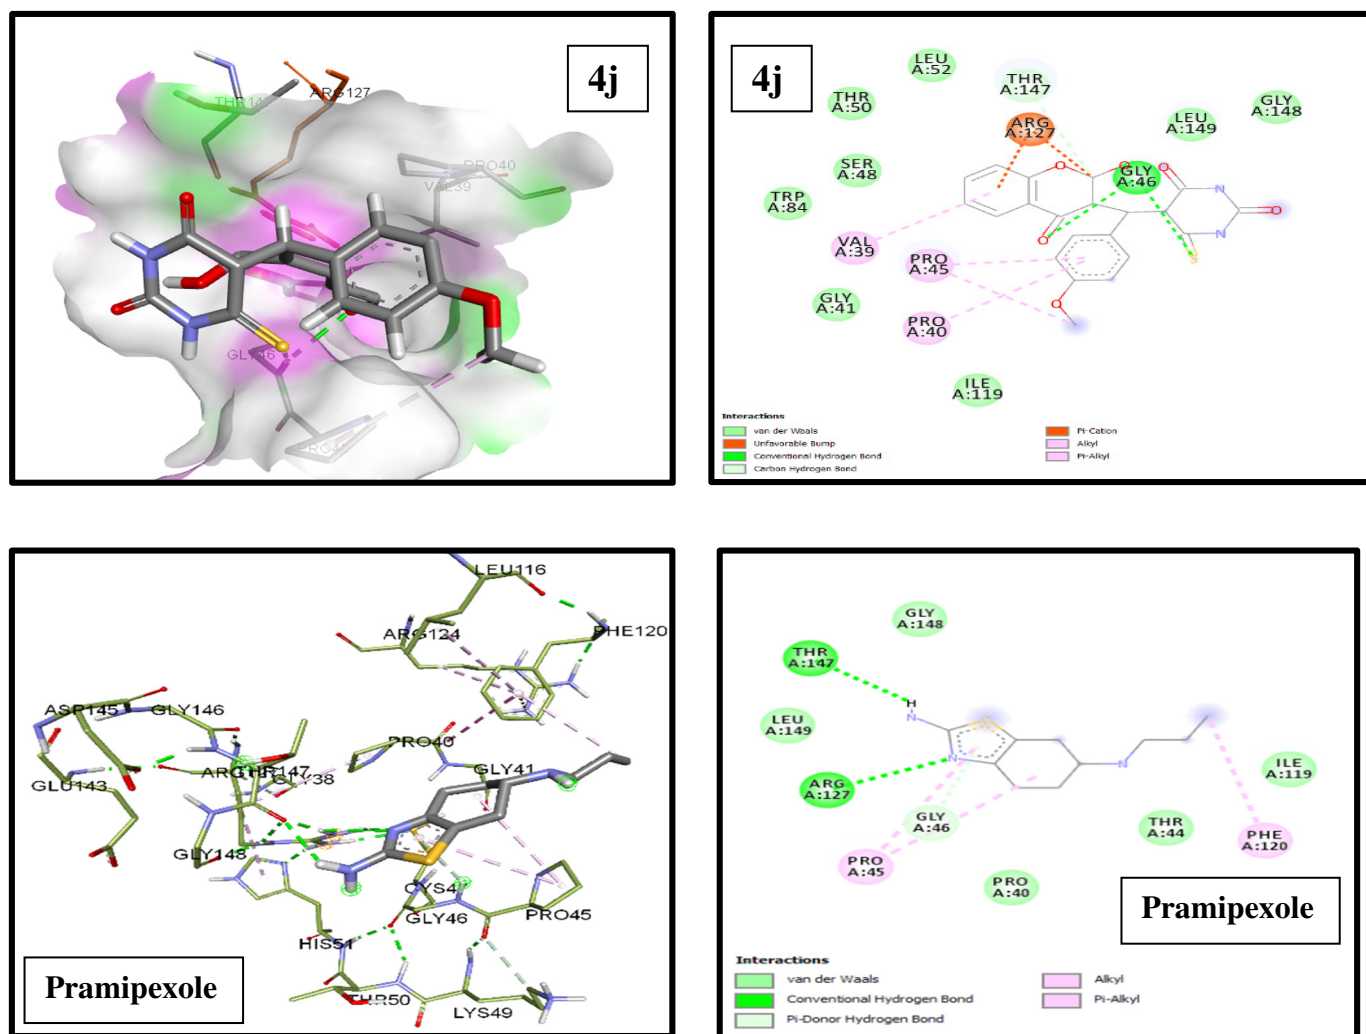 4j
THR14
ARG127
PRO40
VAL39
GLY46
PRO4
4j
LEU
A:52
THR
A:147
THR
A:50
ARG
A:127
LEU
A:149
GLY
A:148
SER
A:48
GLY
A:46
TRP
A:84
VAL
A:39
PRO
A:45
GLY
A:41
PRO
A:40
ILE
A:119
O
O
O
O
O
N
N
S
O
Interactions
van der Waals
Unfavorable Bump
Conventional Hydrogen Bond
Carbon Hydrogen Bond
Pi-Cation
Alkyl
Pi-Alkyl
LEU116
ARG124
PHE120
ASP145
GLY146
PRO40
GLY41
GLU143
THR147
GLY148
CYS4
GLY46
PRO45
HIS51
THR50
LYS49
Pramipexole
GLY
A:148
THR
A:147
H
N
S
LEU
A:149
N
N
ARG
A:127
GLY
A:46
ILE
A:119
THR
A:44
PHE
A:120
PRO
A:45
PRO
A:40
Pramipexole
Interactions
van der Waals
Conventional Hydrogen Bond
Pi-Donor Hydrogen Bond
Alkyl
Pi-Alkyl